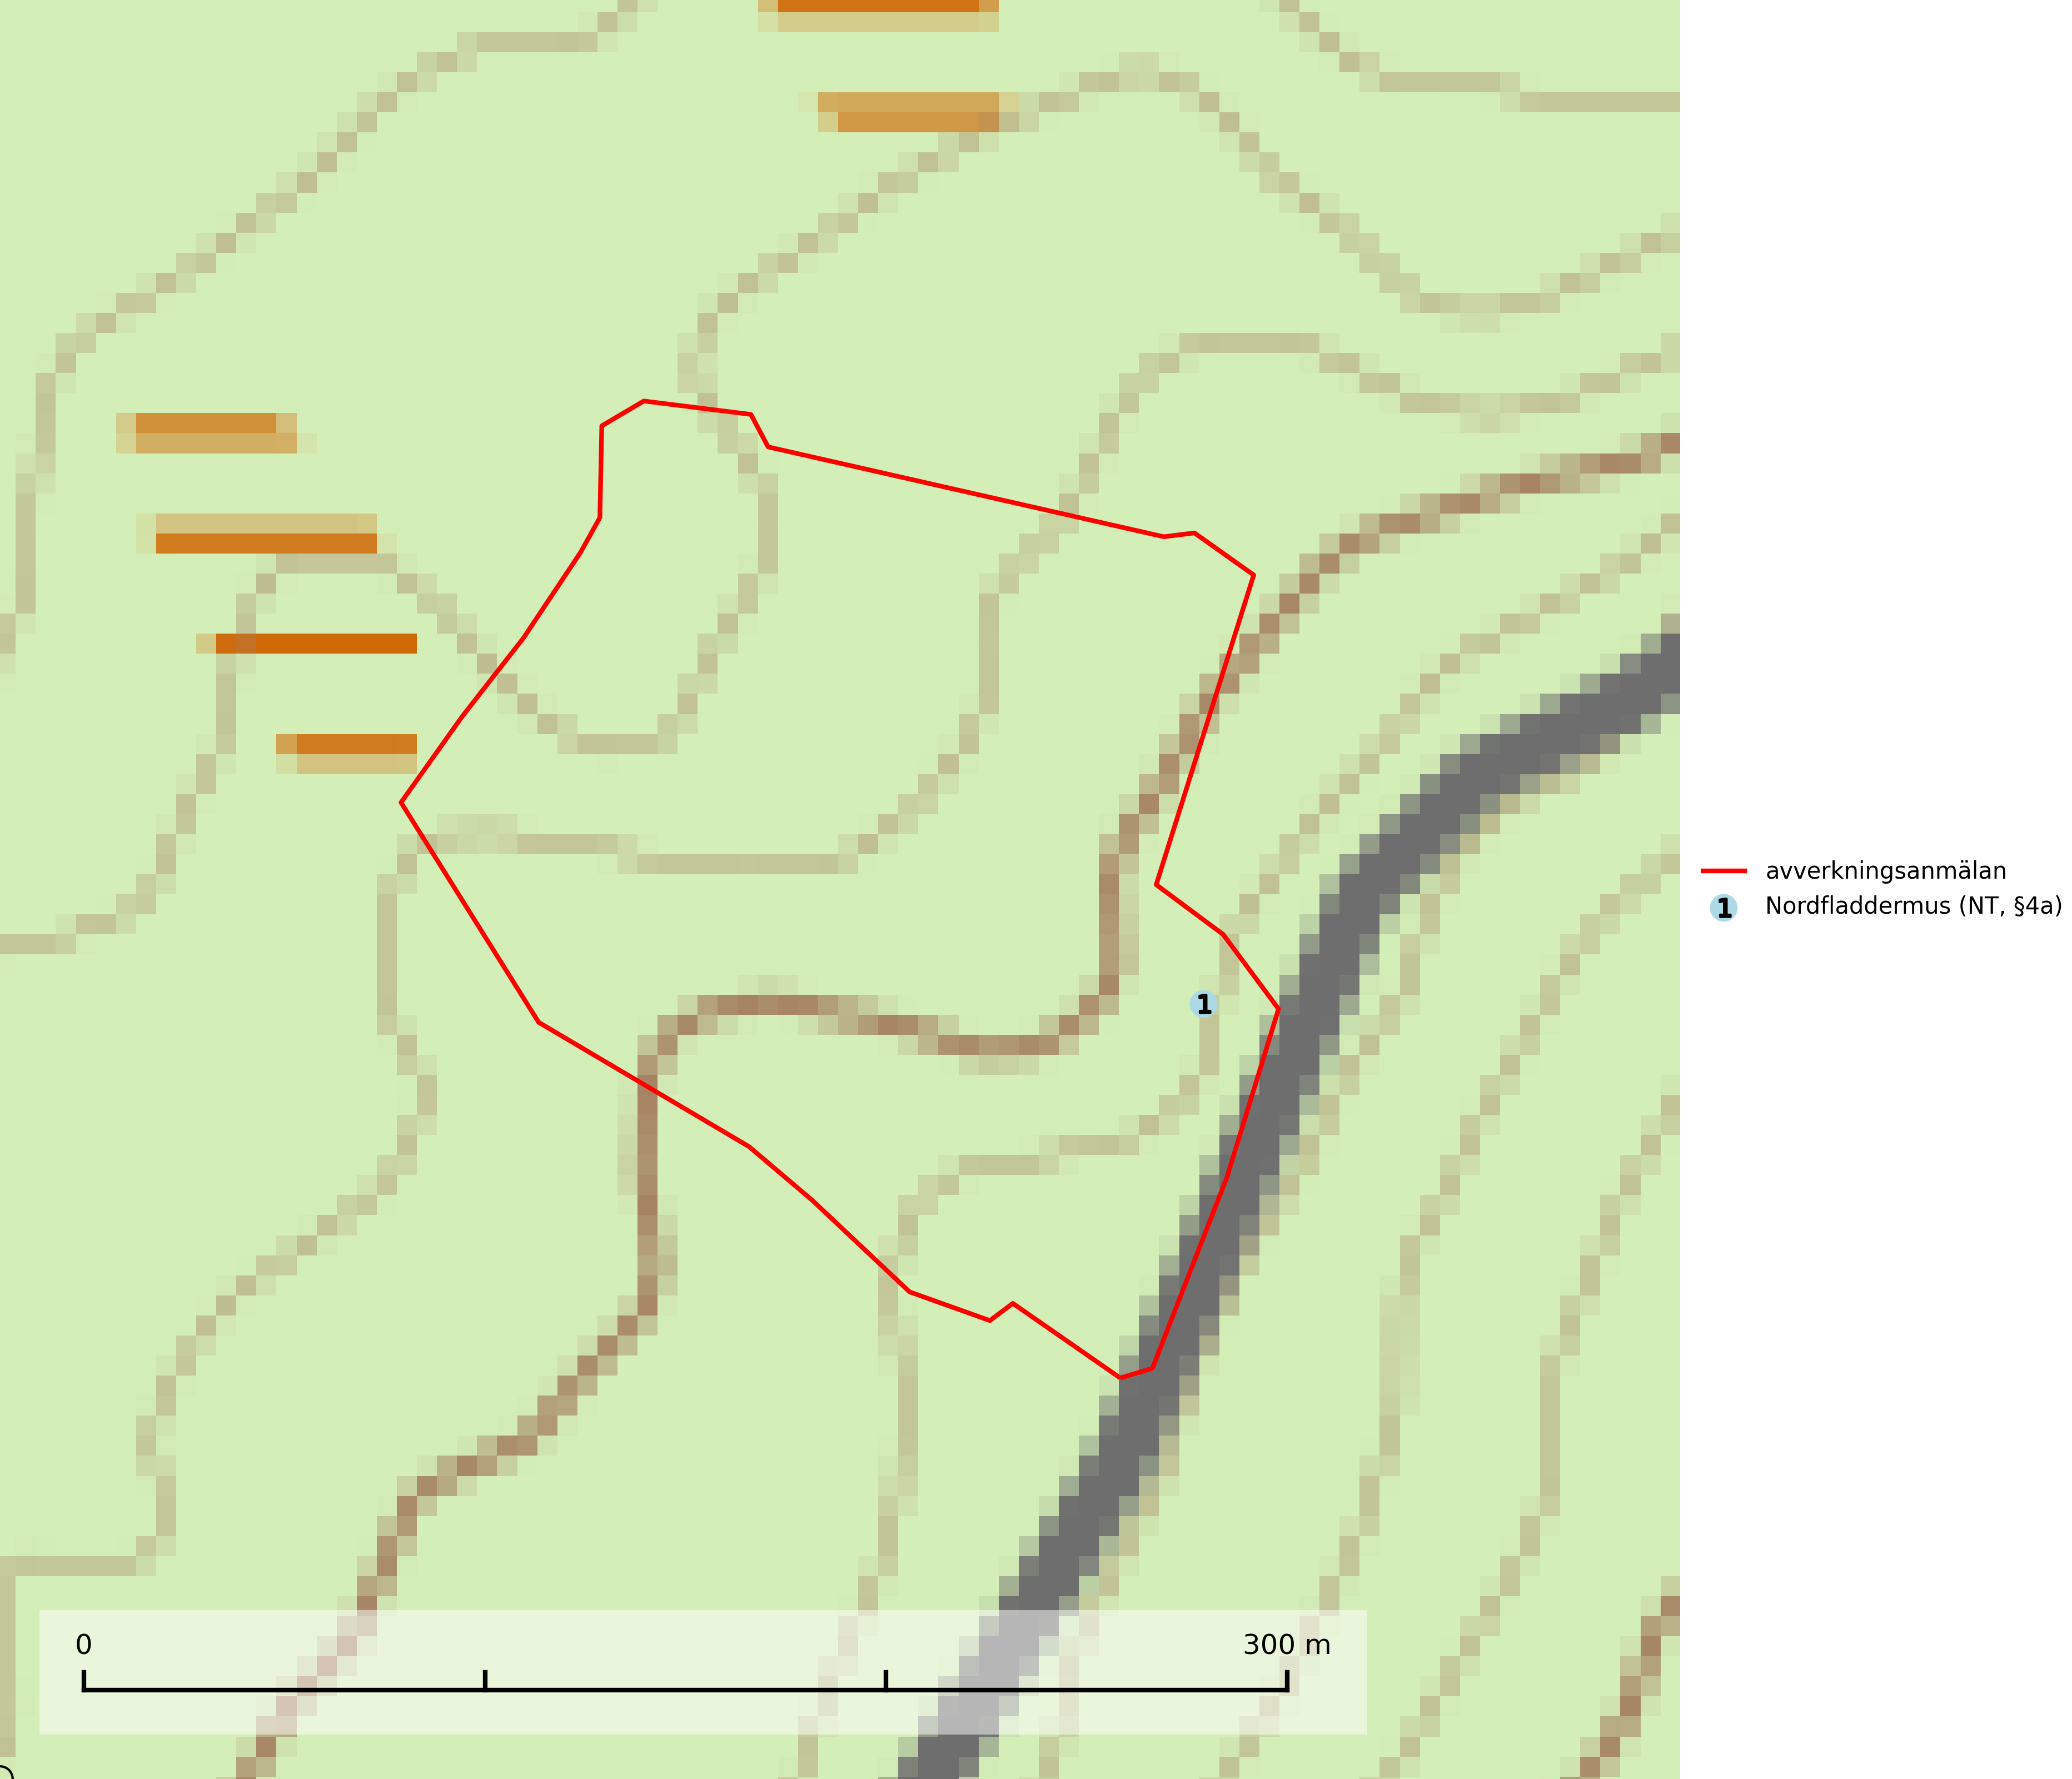 1
avverkningsanmälan
1 Nordfladdermus (NT, §4a)
0 300 m